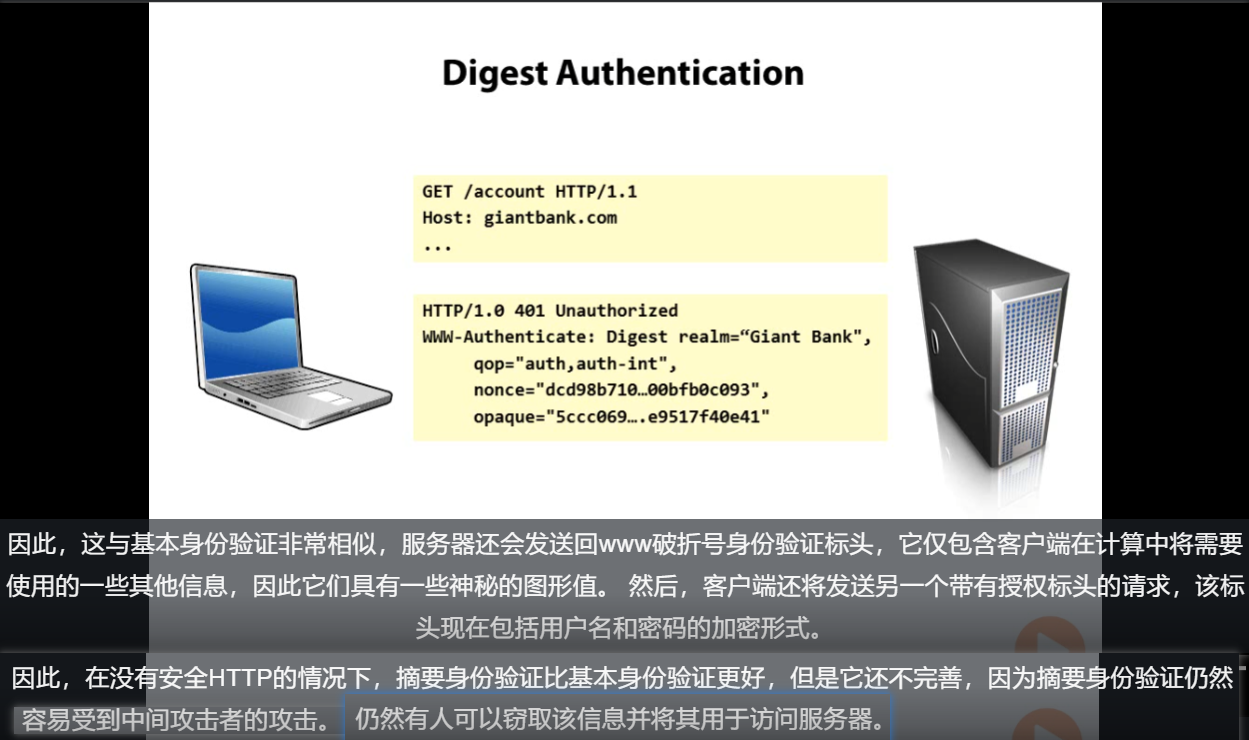 Digest Authentication
GET /account HTTP/1.1
Host: giantbank.com
...
HTTP/1.0 401 Unauthorized
WWW-Authenticate: Digest realm=“Giant Bank",
qop="auth,auth-int",
nonce="dcd98b710…00bfb0c093",
opaque="5ccc069….e9517f40e41"
因此，这与基本身份验证非常相似，服务器还会发送回www破折号身份验证标头，它仅包含客户端在计算中将需要
使用的一些其他信息，因此它们具有一些神秘的图形值。 然后，客户端还将发送另一个带有授权标头的请求，该标
头现在包括用户名和密码的加密形式。
因此，在没有安全HTTP的情况下，摘要身份验证比基本身份验证更好，但是它还不完善，因为摘要身份验证仍然
容易受到中间攻击者的攻击。 仍然有人可以窃取该信息并将其用于访问服务器。